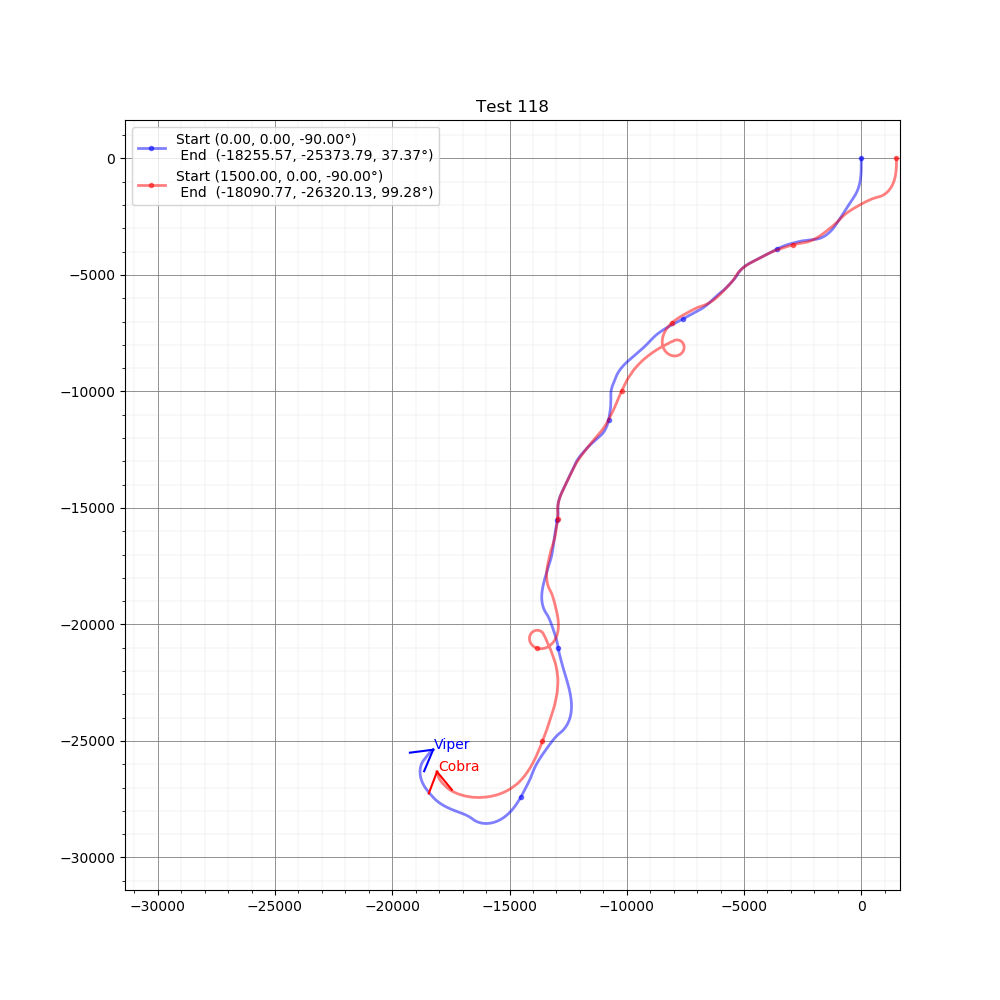 Test 118
Start (0.00, 0.00, -90.00°)
End  (-18255.57, -25373.79, 37.37°)
Start (1500.00, 0.00, -90.00°)
End  (-18090.77, -26320.13, 99.28°)
0
−5000
−10000
−15000
−20000
−25000
−30000
Viper
Cobra
−30000 −25000 −20000 −15000 −10000 −5000 0